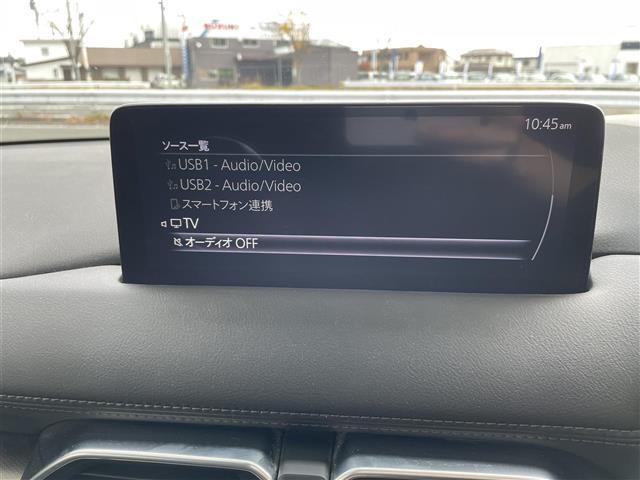 10:45am
ソース一覧
USB1 - Audio/Video
USB2 - Audio/Video
スマートフォン連携
TV
オーディオ OFF